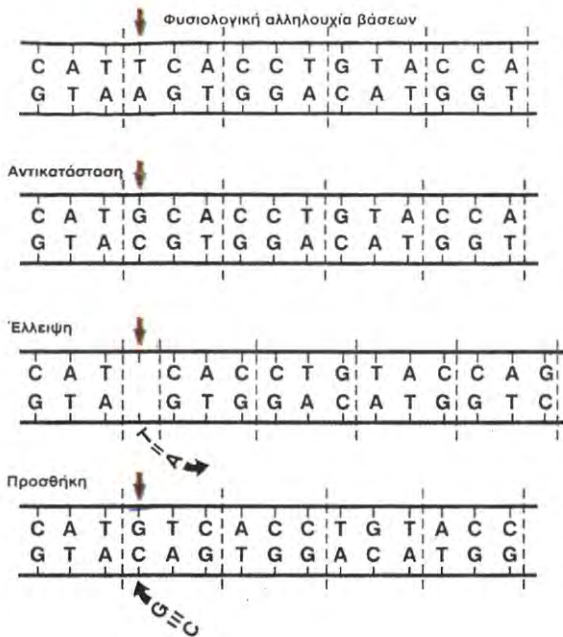 Φυσιολογική αλληλουχία βάσεων
C A T T C A C C T G T A C C A
G T A A G T G G A C A T G G T
Αντικατάσταση
C A T G C A C C T G T A C C A
G T A C G T G G A C A T G G T
Έλλειψη
C A T C A C C T G T A C C A G
G T A G T G G A C A T G G T C
T=A
Προσθήκη
C A T G T C A C C T G T A C C
G T A C A G T G G A C A T G G
G≡C